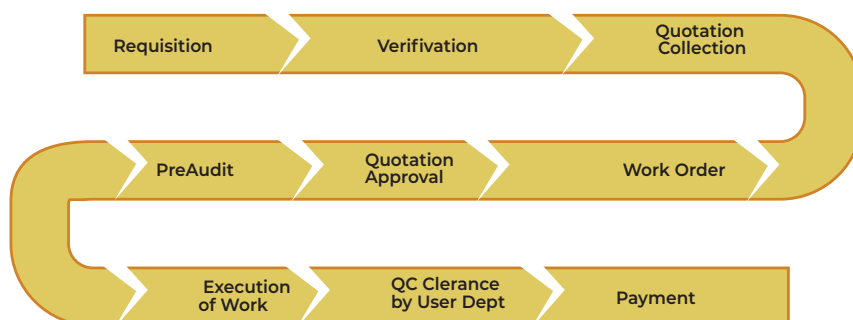 Requisition
Verifivation
Quotation
Collection
PreAudit
Quotation
Approval
Work Order
Execution
of Work
QC Clerance
by User Dept
Payment